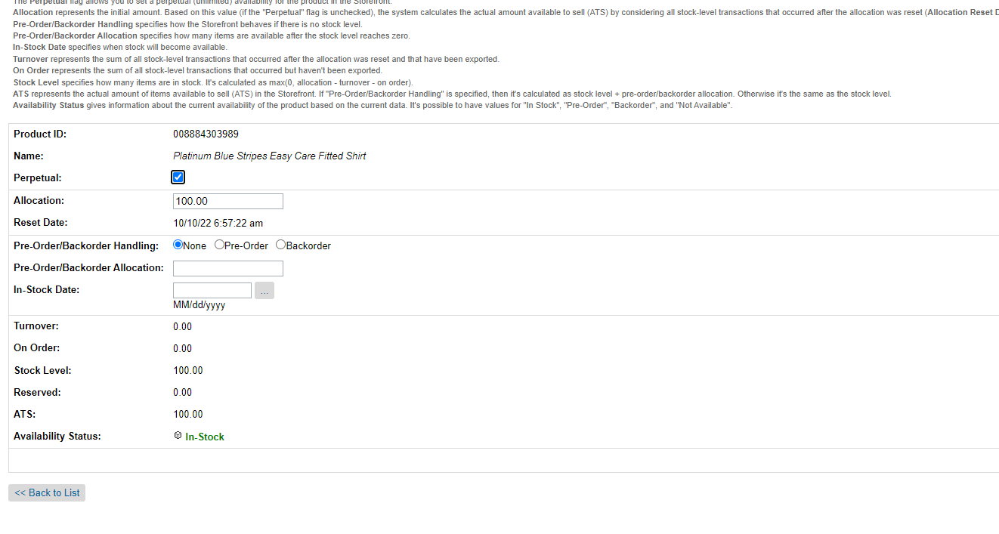 The Perpetual flag allows you to set a perpetual (unlimited) availability for the product in the Storefront.
Allocation represents the initial amount. Based on this value (if the "Perpetual" flag is unchecked), the system calculates the actual amount available to sell (ATS) by considering all stock-level transactions that occurred after the allocation was reset (Allocation Reset D
Pre-Order/Backorder Handling specifies how the Storefront behaves if there is no stock level.
Pre-Order/Backorder Allocation specifies how many items are available after the stock level reaches zero.
In-Stock Date specifies when stock will become available.
Turnover represents the sum of all stock-level transactions that occurred after the allocation was reset and that have been exported.
On Order represents the sum of all stock-level transactions that occurred but haven't been exported.
Stock Level specifies how many items are in stock. It's calculated as max(0, allocation - turnover - on order).
ATS represents the actual amount of items available to sell (ATS) in the Storefront. If "Pre-Order/Backorder Handling" is specified, then it's calculated as stock level + pre-order/backorder allocation. Otherwise it's the same as the stock level.
Availability Status gives information about the current availability of the product based on the current data. It's possible to have values for "In Stock", "Pre-Order", "Backorder", and "Not Available".
Product ID: 008884303989
Name: Platinum Blue Stripes Easy Care Fitted Shirt
Perpetual:
Allocation: 100.00
Reset Date: 10/10/22 6:57:22 am
Pre-Order/Backorder Handling: None Pre-Order Backorder
Pre-Order/Backorder Allocation:
In-Stock Date: ...
MM/dd/yyyy
Turnover: 0.00
On Order: 0.00
Stock Level: 100.00
Reserved: 0.00
ATS: 100.00
Availability Status: In-Stock
<< Back to List